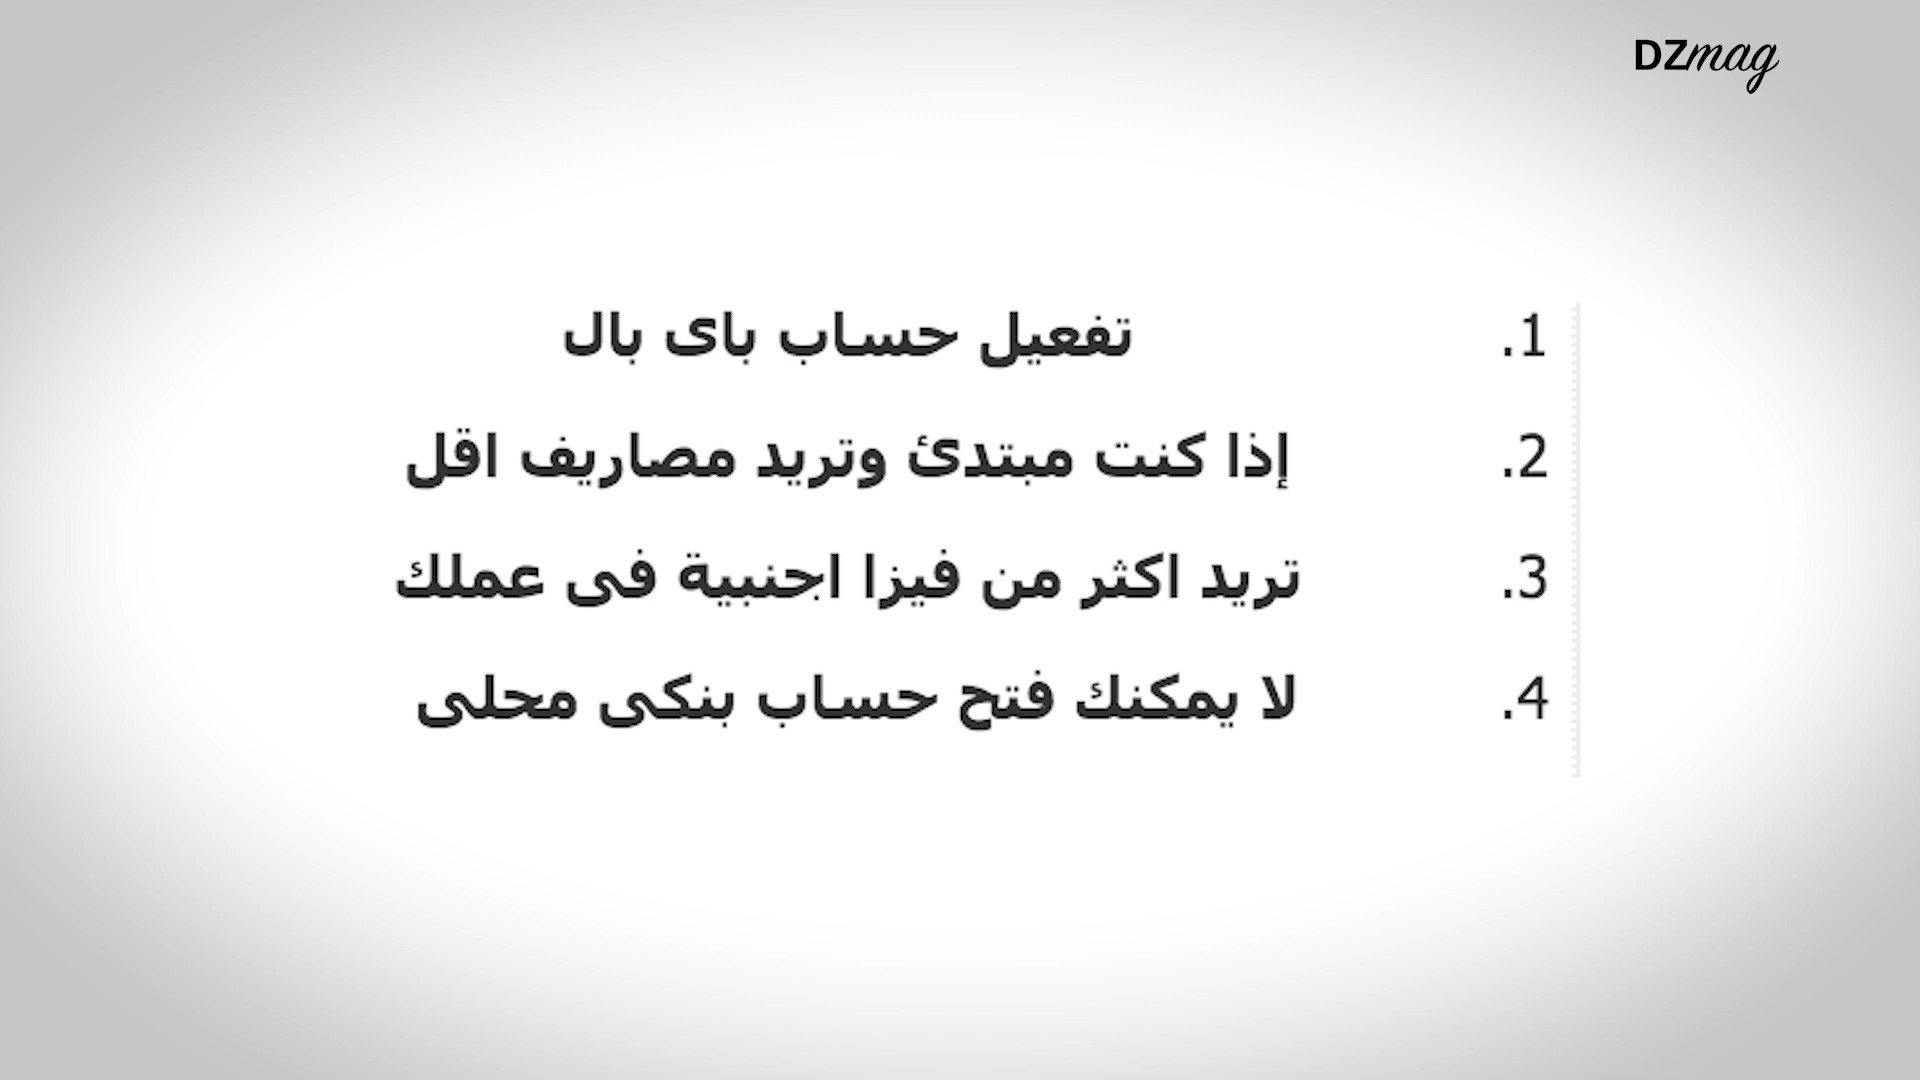 DZmag
1. تفعيل حساب باى بال
2. إذا كنت مبتدئ وتريد مصاريف اقل
3. تريد اكثر من فيزا اجنبية فى عملك
4. لا يمكنك فتح حساب بنكى محلى